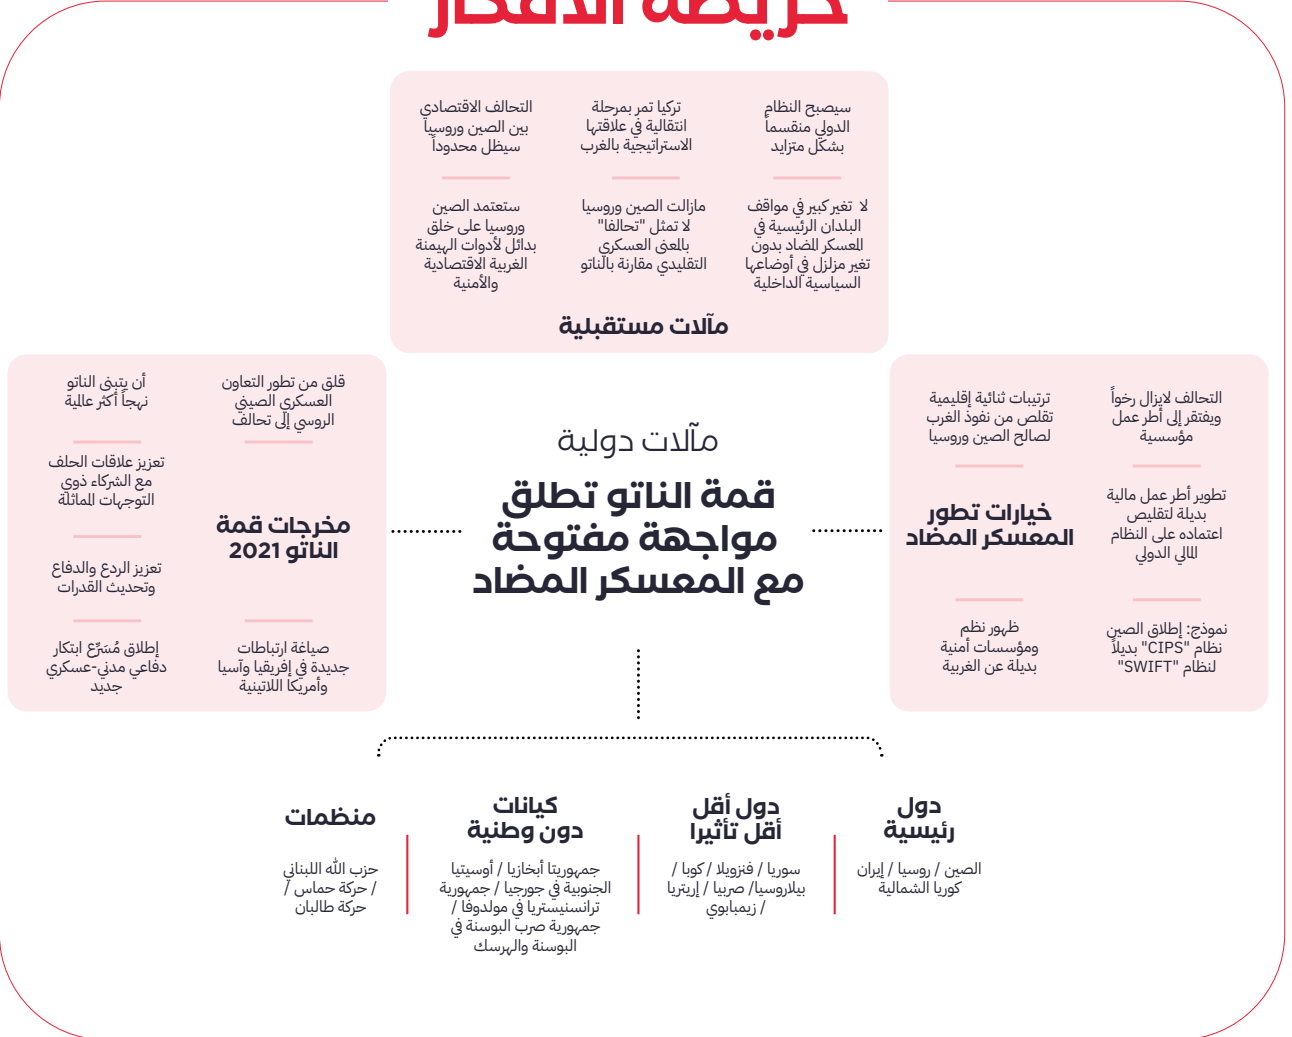 خريطة الأفكار
سيصبح النظام
الدولي منقسماً
بشكل متزايد
تركيا تمر بمرحلة
انتقالية في علاقتها
الاستراتيجية بالغرب
التحالف الاقتصادي
بين الصين وروسيا
سيظل محدوداً
لا تغير كبير في مواقف
البلدان الرئيسية في
المعسكر المضاد بدون
تغير مزلزل في أوضاعها
السياسية الداخلية
مازالت الصين وروسيا
لا تمثل "تحالفا"
بالمعنى العسكري
التقليدي مقارنة بالناتو
ستعتمد الصين
وروسيا على خلق
بدائل لأدوات الهيمنة
الغربية الاقتصادية
والأمنية
مآلات مستقبلية
التحالف لايزال رخواً
ويفتقر إلى أطر عمل
مؤسسية
ترتيبات ثنائية إقليمية
تقلص من نفوذ الغرب
لصالح الصين وروسيا
تطوير أطر عمل مالية
بديلة لتقليص
اعتماده على النظام
المالي الدولي
خيارات تطور
المعسكر المضاد
نموذج: إطلاق الصين
نظام "CIPS" بديلاً
لنظام "SWIFT"
ظهور نظم
ومؤسسات أمنية
بديلة عن الغربية
مآلات دولية
قمة الناتو تطلق
مواجهة مفتوحة
مع المعسكر المضاد
قلق من تطور التعاون
العسكري الصيني
الروسي إلى تحالف
أن يتبنى الناتو
نهجاً أكثر عالمية
تعزيز علاقات الحلف
مع الشركاء ذوي
التوجهات المماثلة
مخرجات قمة
الناتو 2021
تعزيز الردع والدفاع
وتحديث القدرات
صياغة ارتباطات
جديدة في إفريقيا وآسيا
وأمريكا اللاتينية
إطلاق مُسَرِّع ابتكار
دفاعي مدني-عسكري
جديد
دول
رئيسية
الصين / روسيا / إيران
كوريا الشمالية
دول أقل
أقل تأثيرا
سوريا / فنزويلا / كوبا /
بيلاروسيا/ صربيا / إريتريا
/ زيمبابوي
كيانات
دون وطنية
جمهوريتا أبخازيا / أوسيتيا
الجنوبية في جورجيا / جمهورية
ترانسنيستريا في مولدوفا /
جمهورية صرب البوسنة في
البوسنة والهرسك
منظمات
حزب الله اللبناني
/ حركة حماس /
حركة طالبان